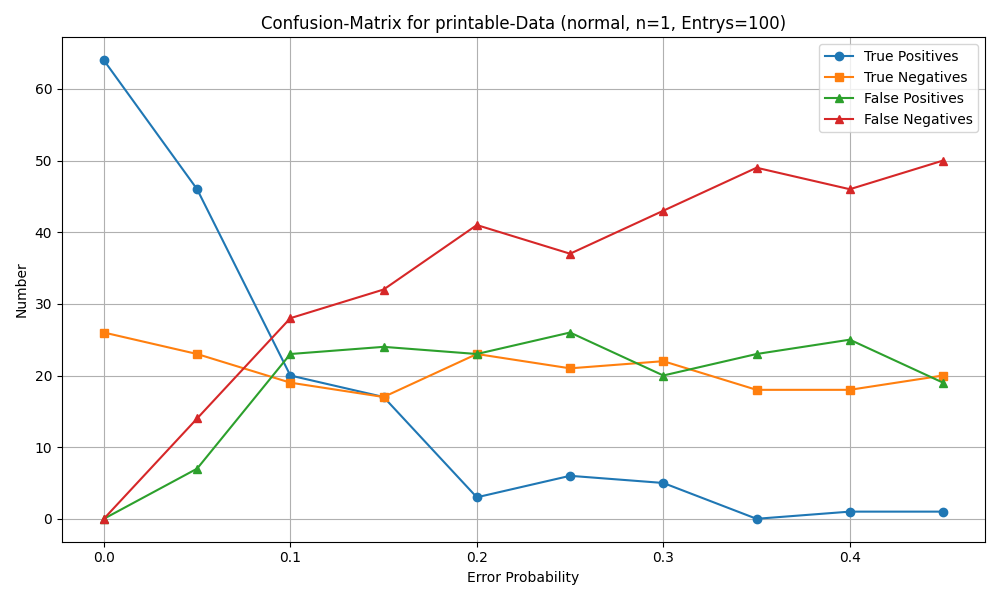 Confusion-Matrix for printable-Data (normal, n=1, Entrys=100)
True Positives
True Negatives
False Positives
False Negatives
Number
60
50
40
30
20
10
0
0.0 0.1 0.2 0.3 0.4
Error Probability